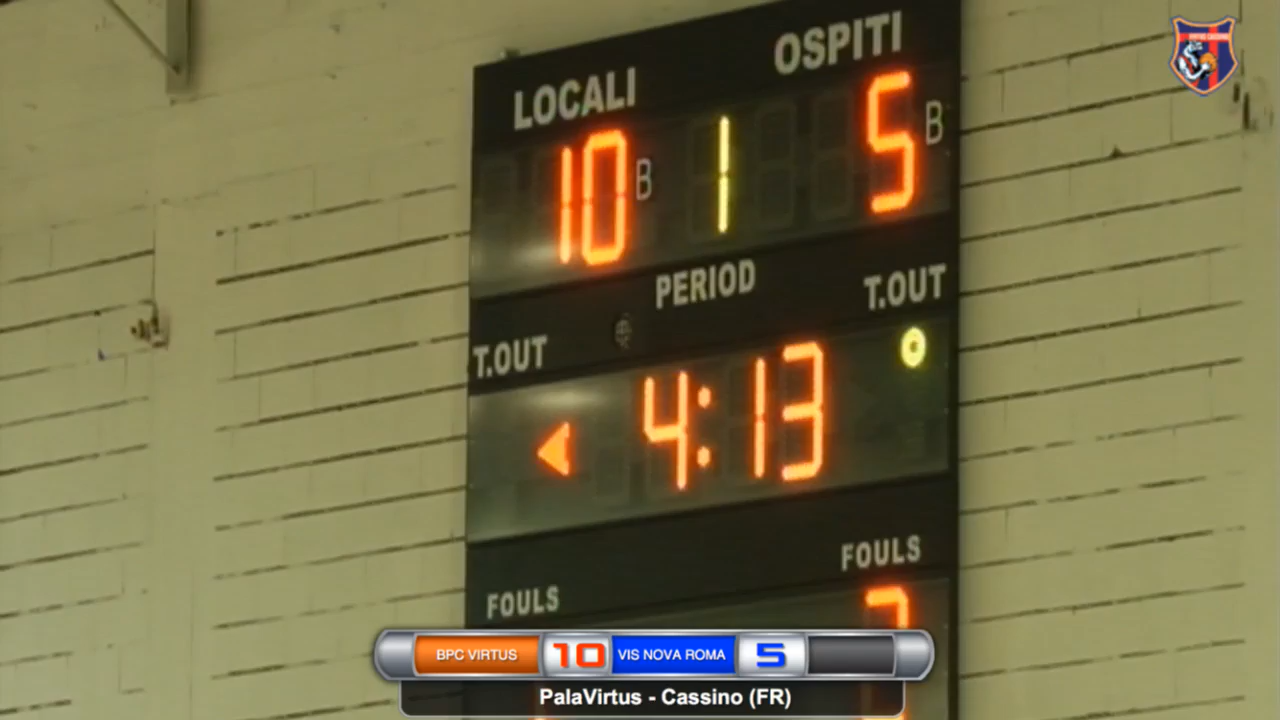 LOCALI
OSPITI
10 B 1 5 B
PERIOD
T.OUT
T.OUT
4:13
FOULS
FOULS
BPC VIRTUS 10 VIS NOVA ROMA 5
PalaVirtus - Cassino (FR)